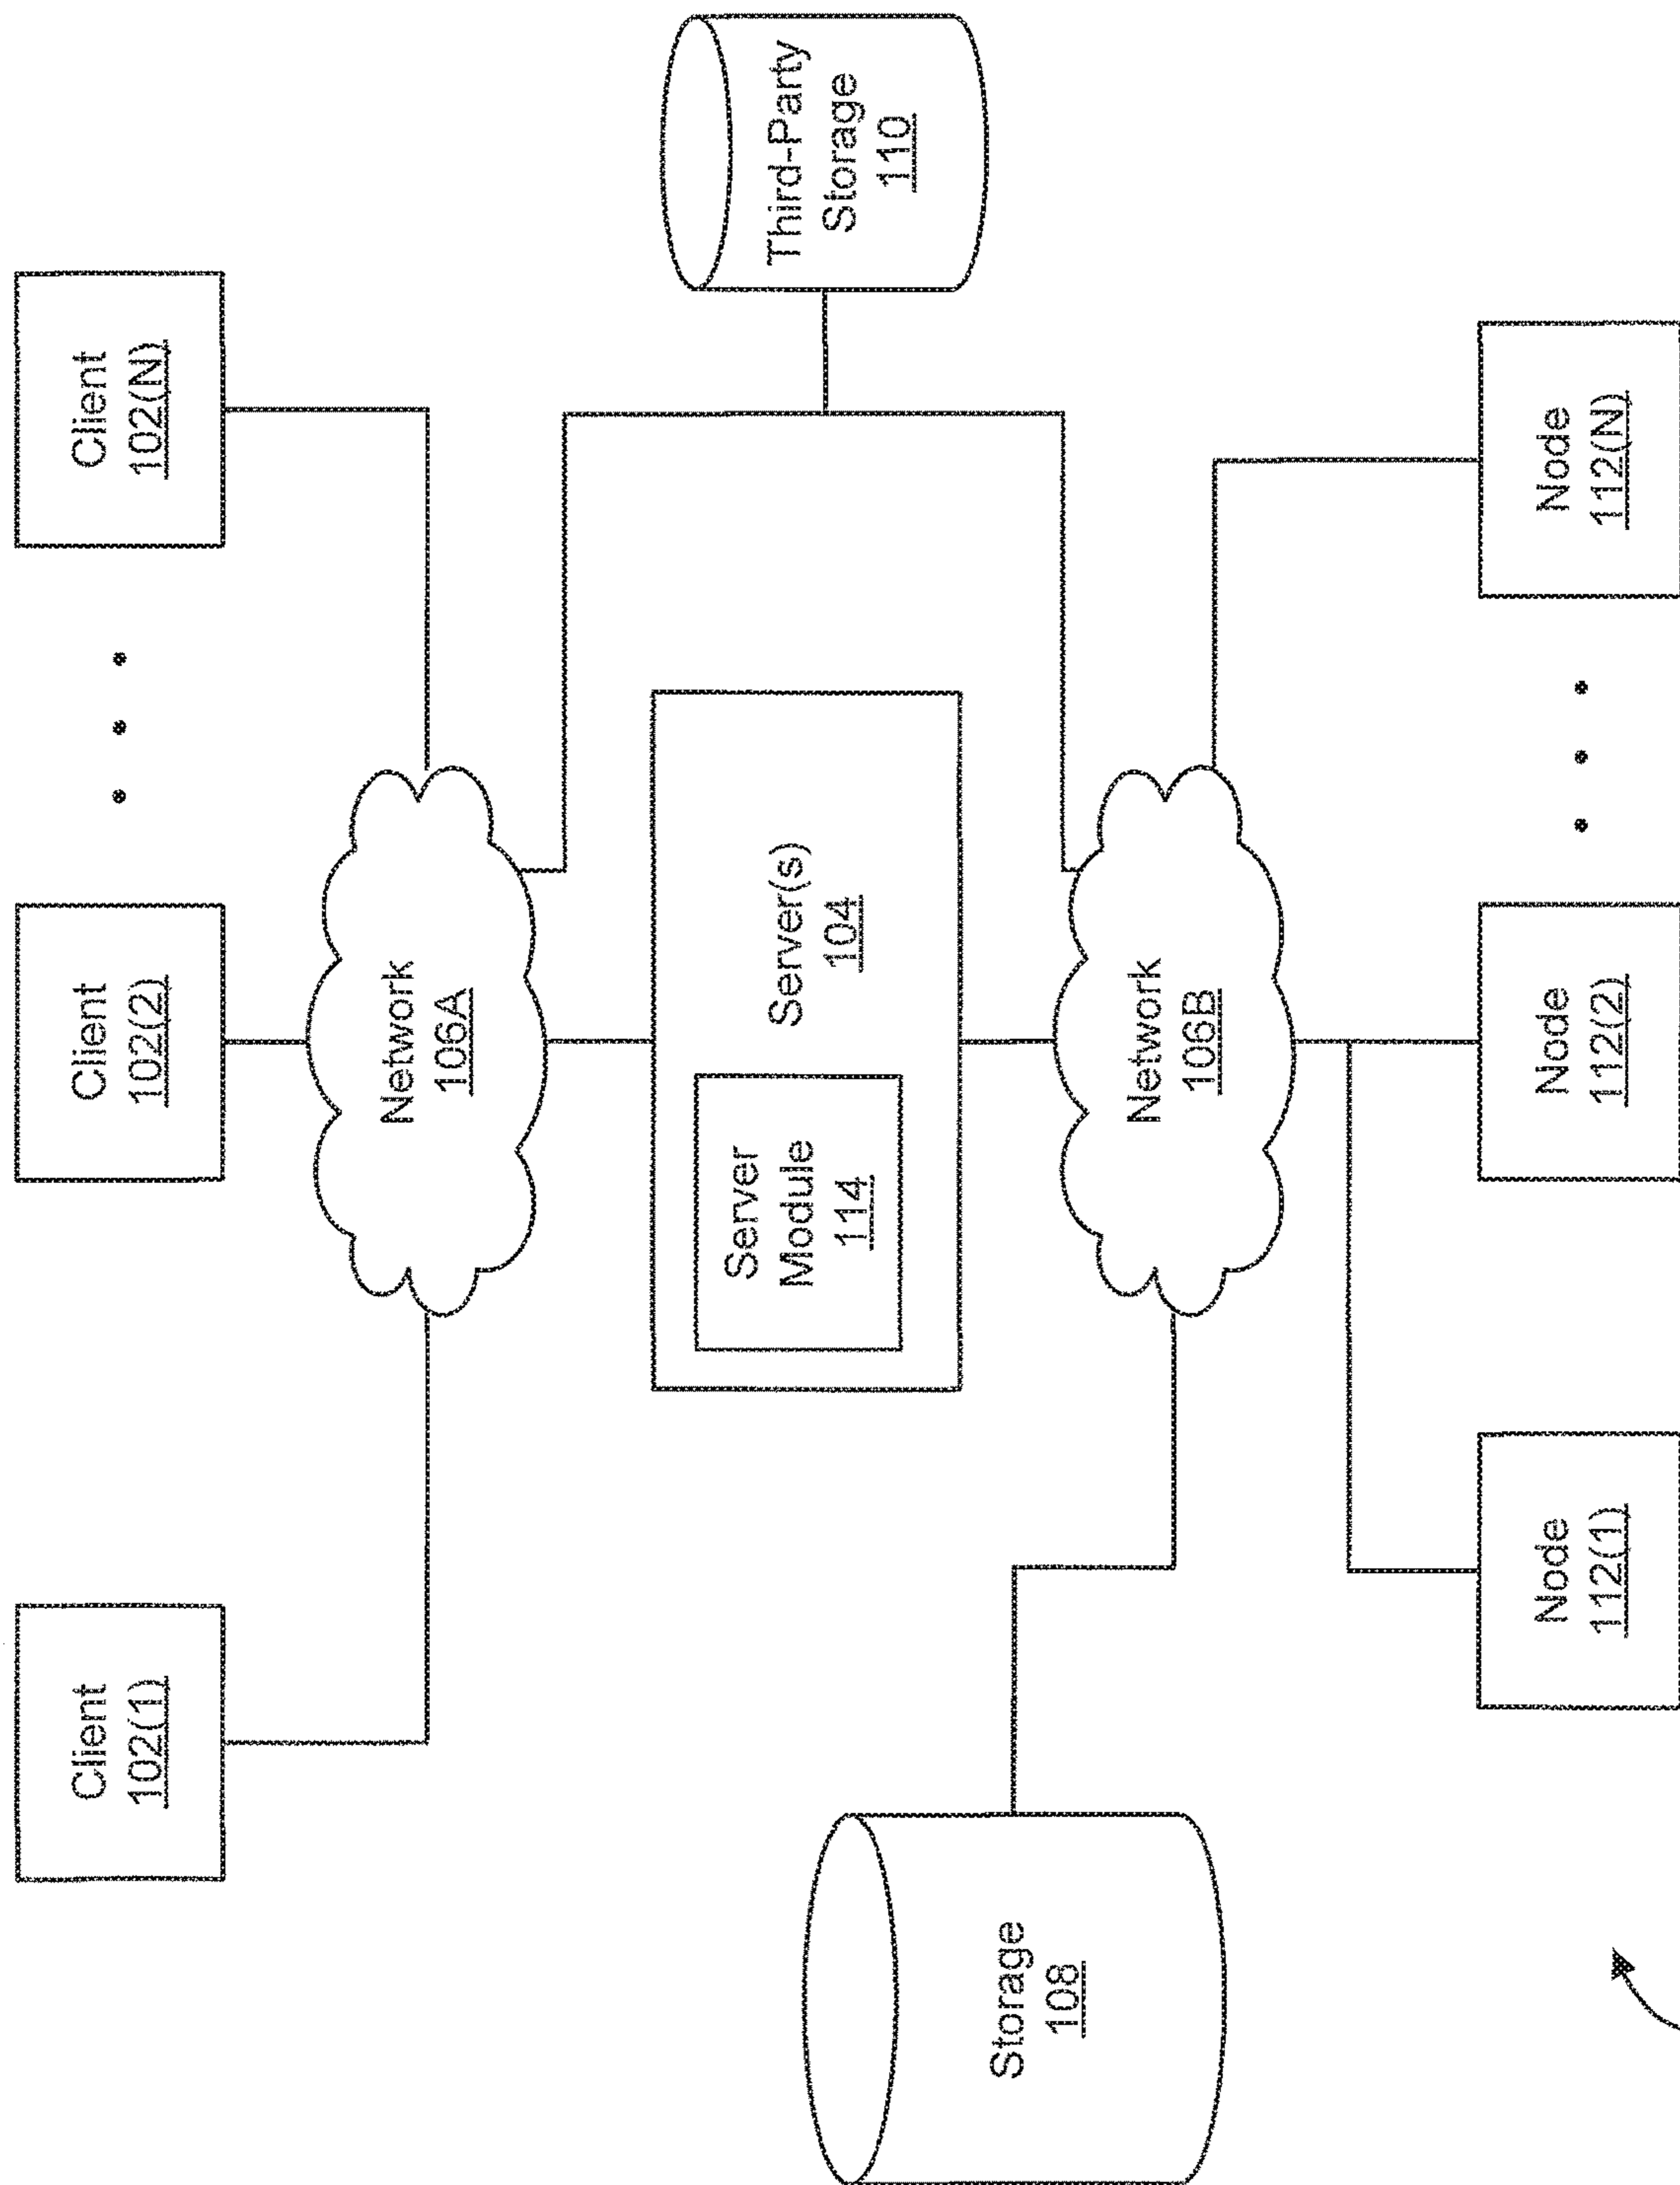 Client
102(1)
Client
102(2)
Client
102(N)
Network
106A
Server
Module
114
Server(s)
104
Third-Party
Storage
110
Storage
108
Network
106B
Node
112(1)
Node
112(2)
Node
112(N)